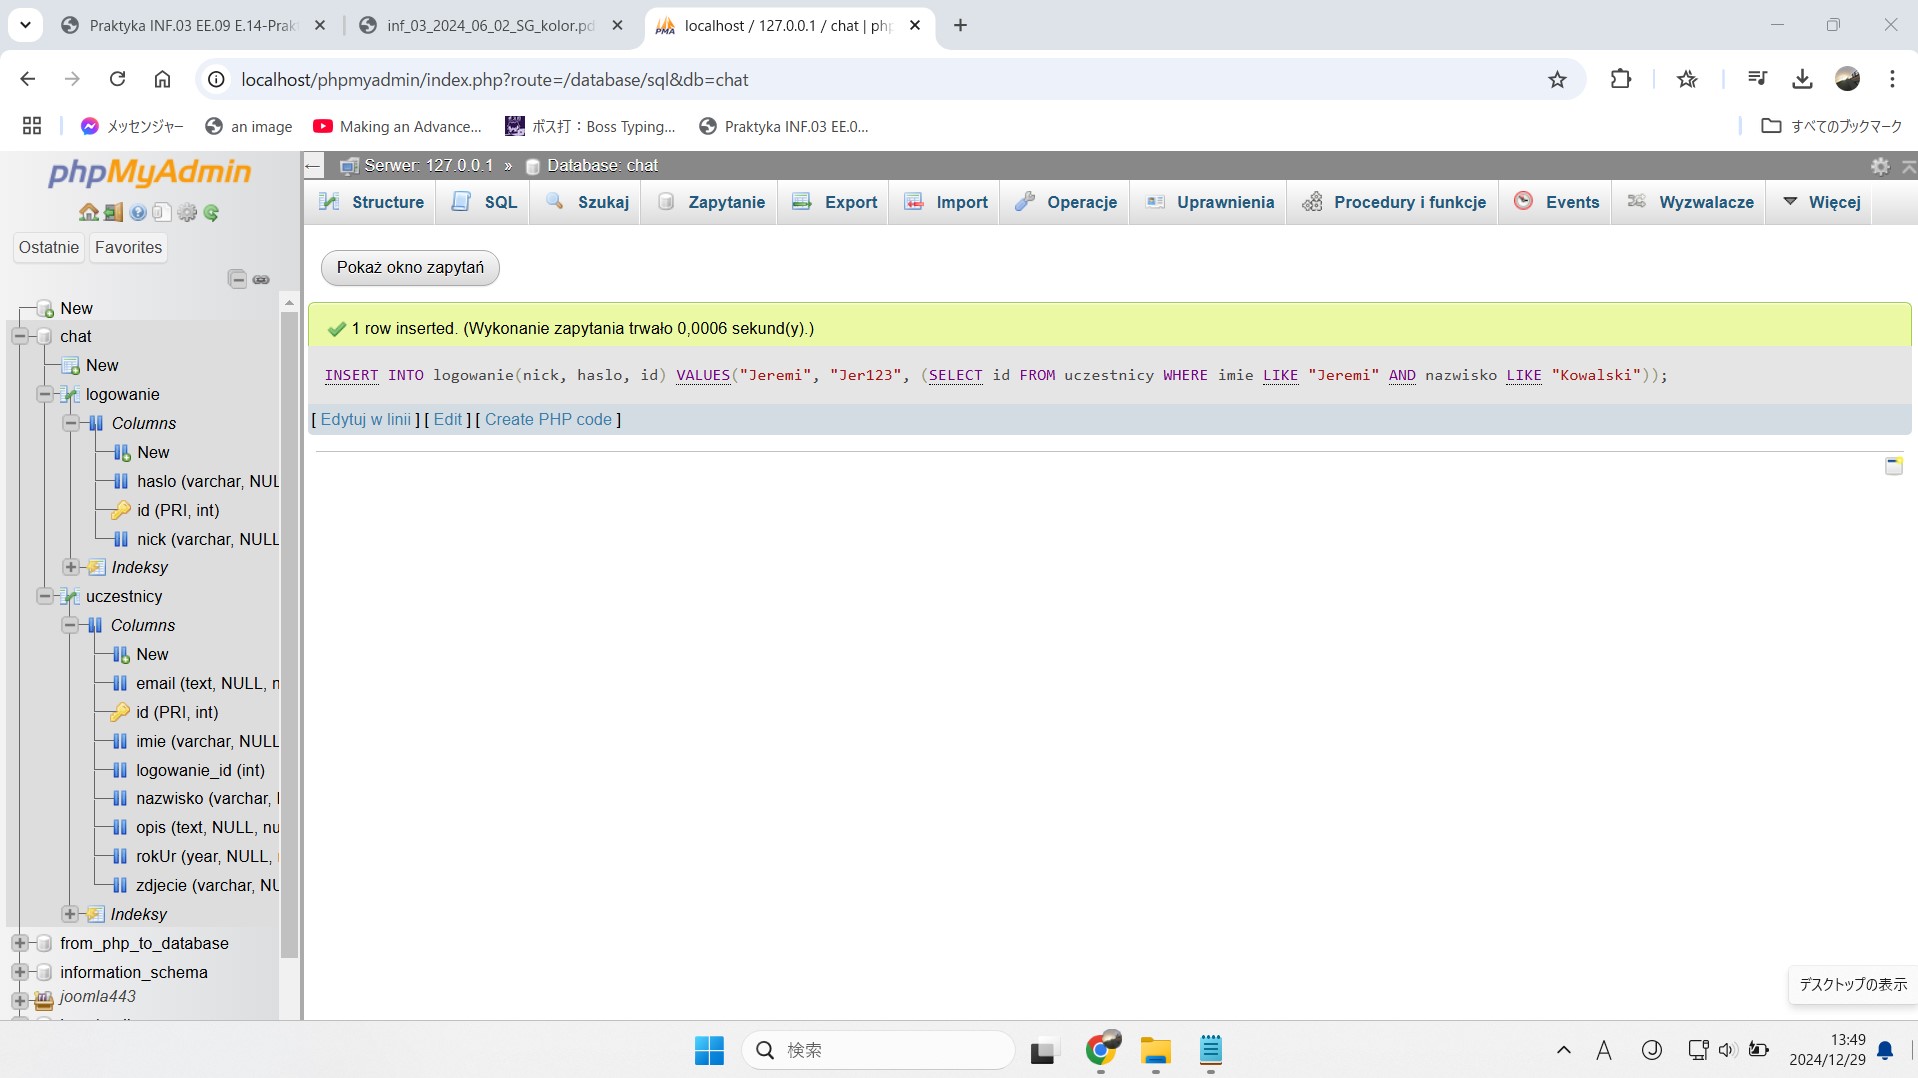 Praktyka INF.03 EE.09 E.14-Prak
inf_03_2024_06_02_SG_kolor.pd
localhost / 127.0.0.1 / chat | php
localhost/phpmyadmin/index.php?route=/database/sql&db=chat
メッセンジャー
an image
Making an Advance...
ボス打：Boss Typing...
Praktyka INF.03 EE.0...
すべてのブックマーク
phpMyAdmin
Ostatnie
Favorites
New
chat
New
logowanie
Columns
New
haslo (varchar, NUL
id (PRI, int)
nick (varchar, NULL
Indeksy
uczestnicy
Columns
New
email (text, NULL, n
id (PRI, int)
imie (varchar, NULL
logowanie_id (int)
nazwisko (varchar,
opis (text, NULL, nu
rokUr (year, NULL,
zdjecie (varchar, NU
Indeksy
from_php_to_database
information_schema
joomla443
Serwer: 127.0.0.1 » Database: chat
Structure
SQL
Szukaj
Zapytanie
Export
Import
Operacje
Uprawnienia
Procedury i funkcje
Events
Wyzwalacze
Więcej
Pokaż okno zapytań
1 row inserted. (Wykonanie zapytania trwało 0,0006 sekund(y).)
INSERT INTO logowanie(nick, haslo, id) VALUES("Jeremi", "Jer123", (SELECT id FROM uczestnicy WHERE imie LIKE "Jeremi" AND nazwisko LIKE "Kowalski"));
[ Edytuj w linii ] [ Edit ] [ Create PHP code ]
デスクトップの表示
検索
A
13:49
2024/12/29